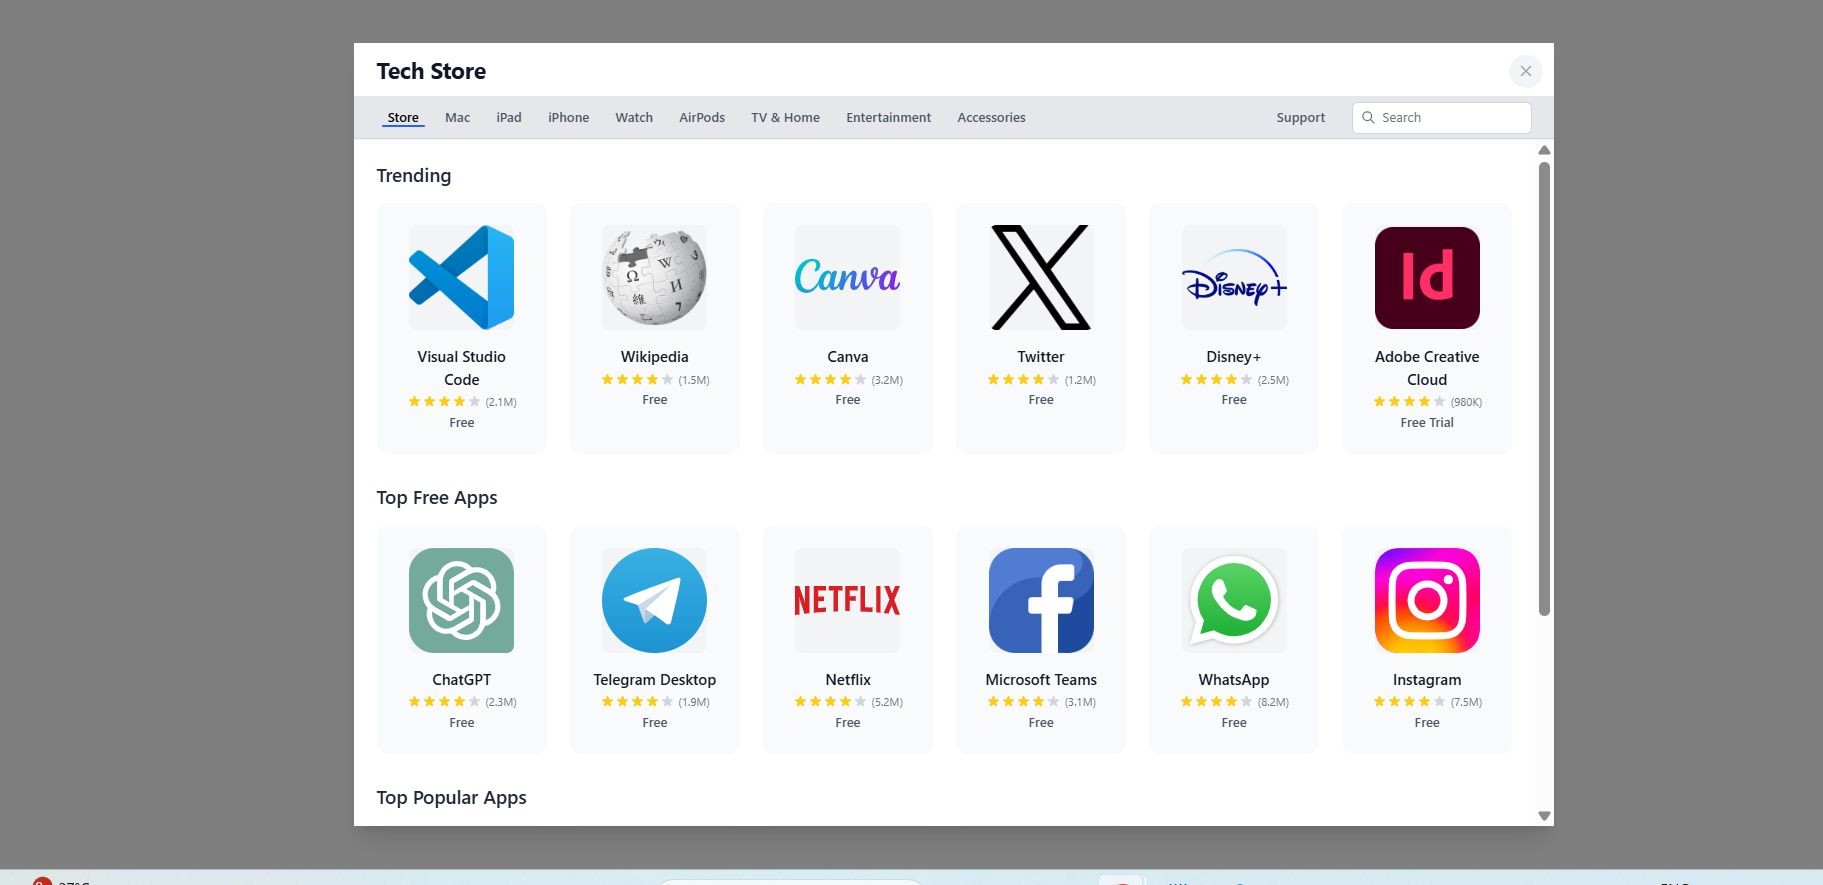 Tech Store
Store Mac iPad iPhone Watch AirPods TV & Home Entertainment Accessories Support Search
Trending
Canva
Disney+
Id
Visual Studio Code
(2.1M)
Free
Wikipedia
(1.5M)
Free
Canva
(3.2M)
Free
Twitter
(1.2M)
Free
Disney+
(2.5M)
Free
Adobe Creative Cloud
(980K)
Free Trial
Top Free Apps
NETFLIX
ChatGPT
(2.3M)
Free
Telegram Desktop
(1.9M)
Free
Netflix
(5.2M)
Free
Microsoft Teams
(3.1M)
Free
WhatsApp
(8.2M)
Free
Instagram
(7.5M)
Free
Top Popular Apps